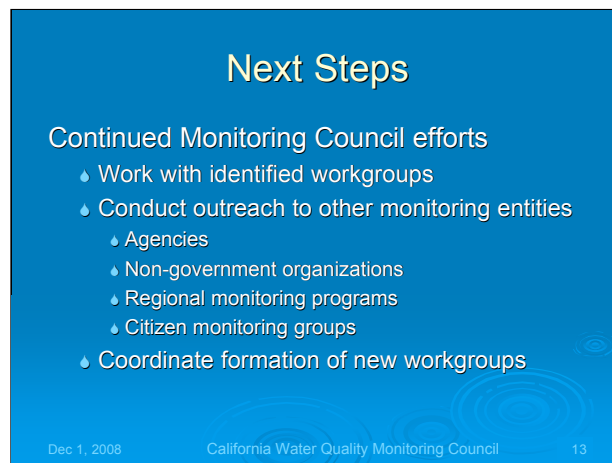 Next Steps
Continued Monitoring Council efforts
Work with identified workgroups
Conduct outreach to other monitoring entities
Agencies
Non-government organizations
Regional monitoring programs
Citizen monitoring groups
Coordinate formation of new workgroups
Dec 1, 2008 California Water Quality Monitoring Council 13